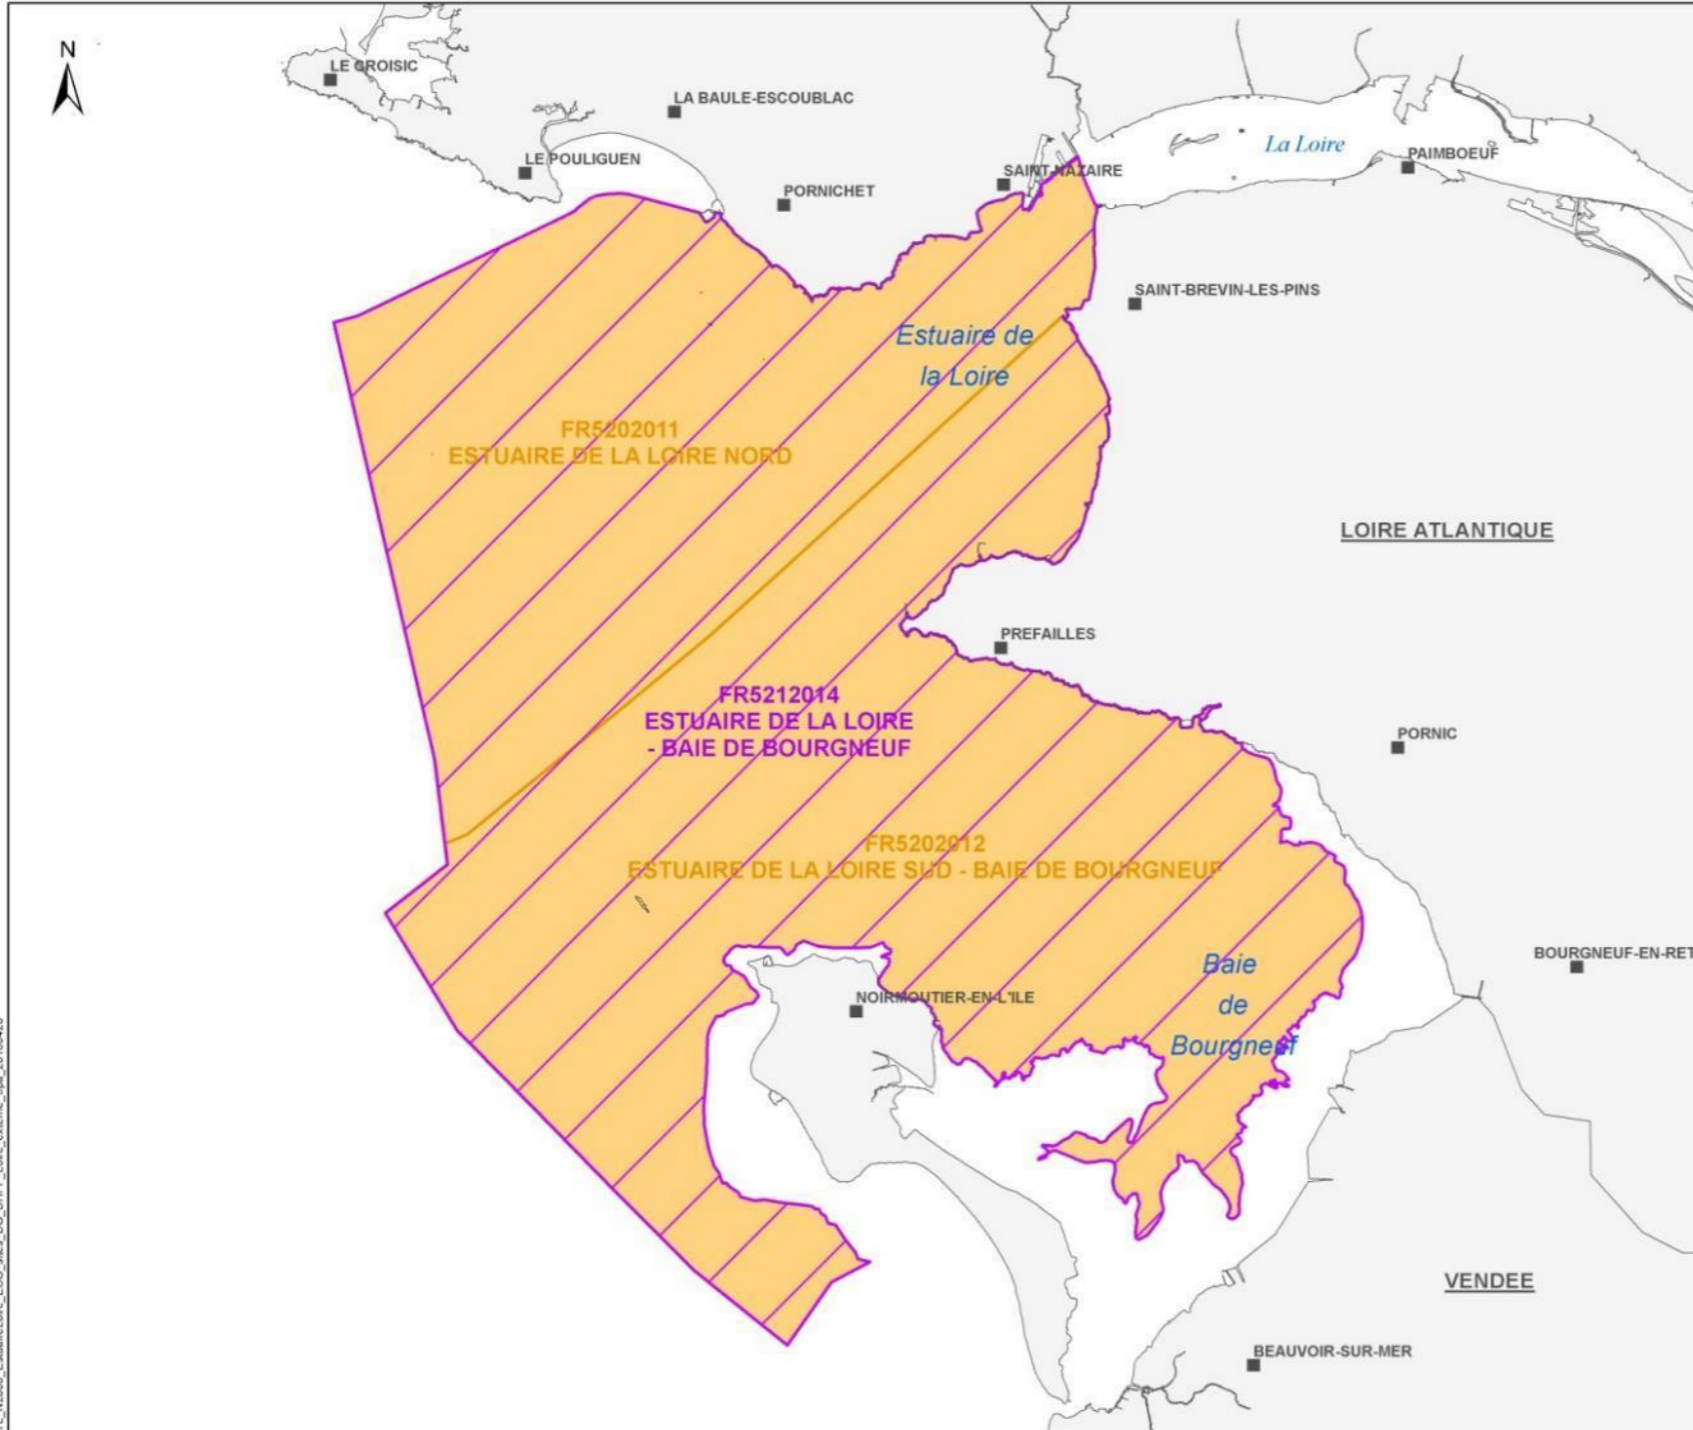 N
LE CROISIC
LA BAULE-ESCOUBLAC
La Loire
PAIMBOEUF
LE POULIGUEN
SAINT-NAZAIRE
PORNICHET
SAINT-BREVIN-LES-PINS
Estuaire de
la Loire
FR5202011
ESTUAIRE DE LA LOIRE NORD
LOIRE ATLANTIQUE
PREFAILLES
FR5212014
ESTUAIRE DE LA LOIRE
- BAIE DE BOURGNEUF
PORNIC
FR5202012
ESTUAIRE DE LA LOIRE SUD - BAIE DE BOURGNEUF
BOURGNEUF-EN-RET
Baie
de
Bourgneuf
NOIRMOUTIER-EN-L'ILE
VENDEE
BEAUVOIR-SUR-MER